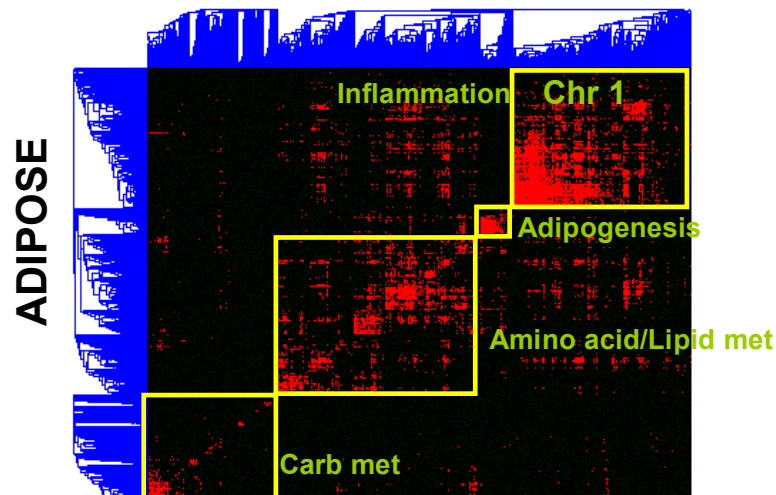 ADIPOSE
Inflammation
Chr 1
Adipogenesis
Amino acid/Lipid met
Carb met